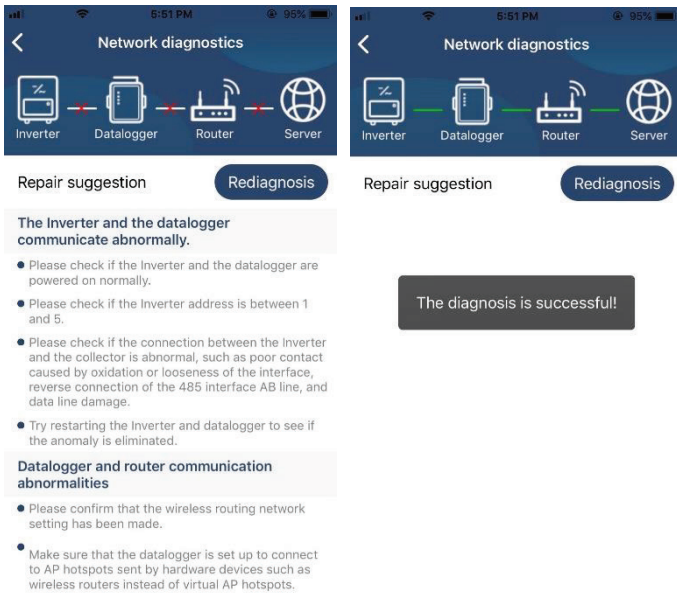 5:51 PM
95%
Network diagnostics
Inverter Datalogger Router Server
Repair suggestion
Rediagnosis
The Inverter and the datalogger
communicate abnormally.
Please check if the Inverter and the datalogger are
powered on normally.
Please check if the Inverter address is between 1
and 5.
Please check if the connection between the Inverter
and the collector is abnormal, such as poor contact
caused by oxidation or looseness of the interface,
reverse connection of the 485 interface AB line, and
data line damage.
Try restarting the Inverter and datalogger to see if
the anomaly is eliminated.
Datalogger and router communication
abnormalities
Please confirm that the wireless routing network
setting has been made.
Make sure that the datalogger is set up to connect
to AP hotspots sent by hardware devices such as
wireless routers instead of virtual AP hotspots.
5:51 PM
95%
Network diagnostics
Inverter Datalogger Router Server
Repair suggestion
Rediagnosis
The diagnosis is successful!